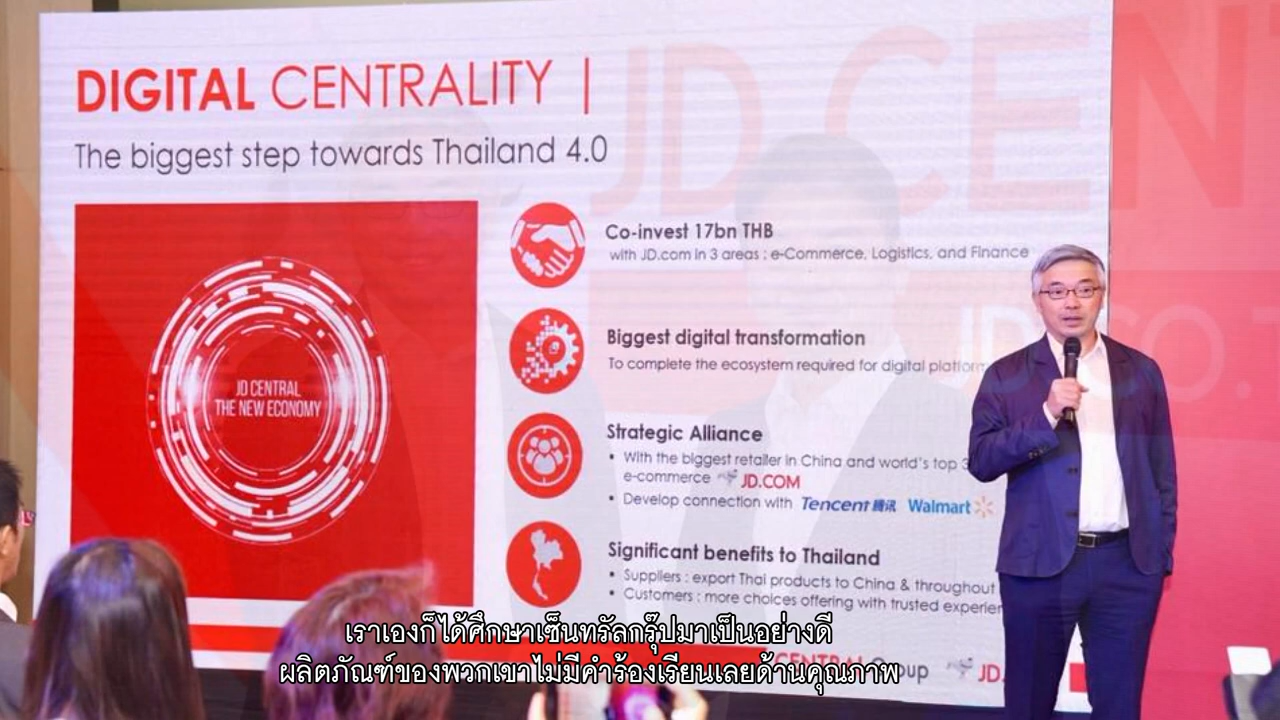 DIGITAL CENTRALITY |
The biggest step towards Thailand 4.0
JD CENTRAL
THE NEW ECONOMY
Co-invest 17bn THB
with JD.com in 3 areas : e-Commerce, Logistics, and Finance
Biggest digital transformation
To complete the ecosystem required for digital platform
Strategic Alliance
• With the biggest retailer in China and world's top 3
e-commerce JD.COM
• Develop connection with Tencent 腾讯 Walmart
Significant benefits to Thailand
• Suppliers : export Thai products to China & throughout
• Customers : more choices offering with trusted
CENTRAL Group JD.
JD CENT
เราเองก็ได้ศึกษาเซ็นทรัลกรุ๊ปมาเป็นอย่างดี
ผลิตภัณฑ์ของพวกเขาไม่มีคำร้องเรียนเลยด้านคุณภาพ